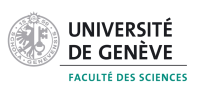 UNIVERSITÉ
DE GENÈVE
FACULTÉ DES SCIENCES